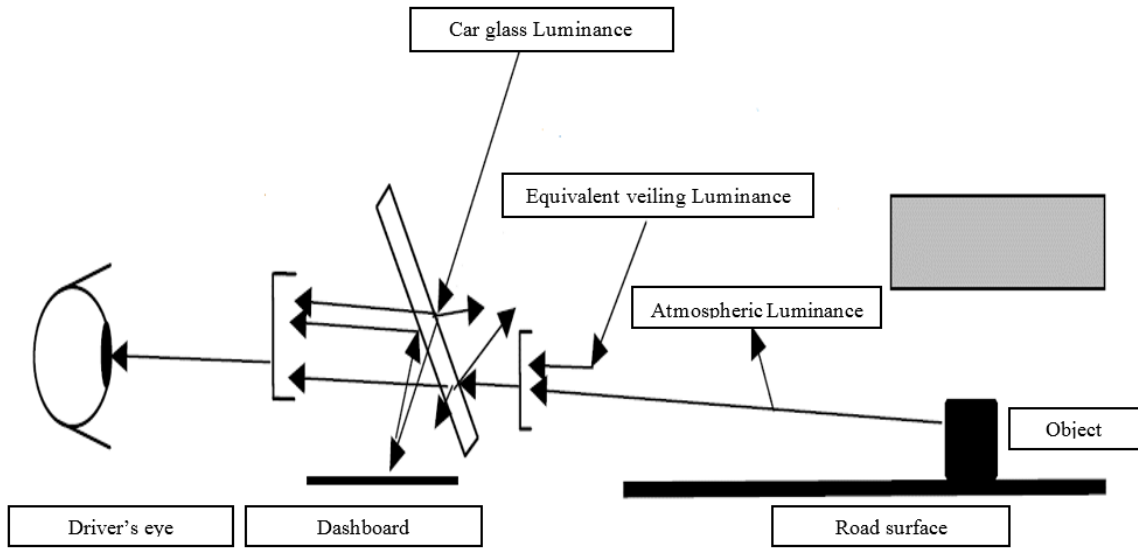 Car glass Luminance
Equivalent veiling Luminance
Atmospheric Luminance
Object
Driver’s eye
Dashboard
Road surface